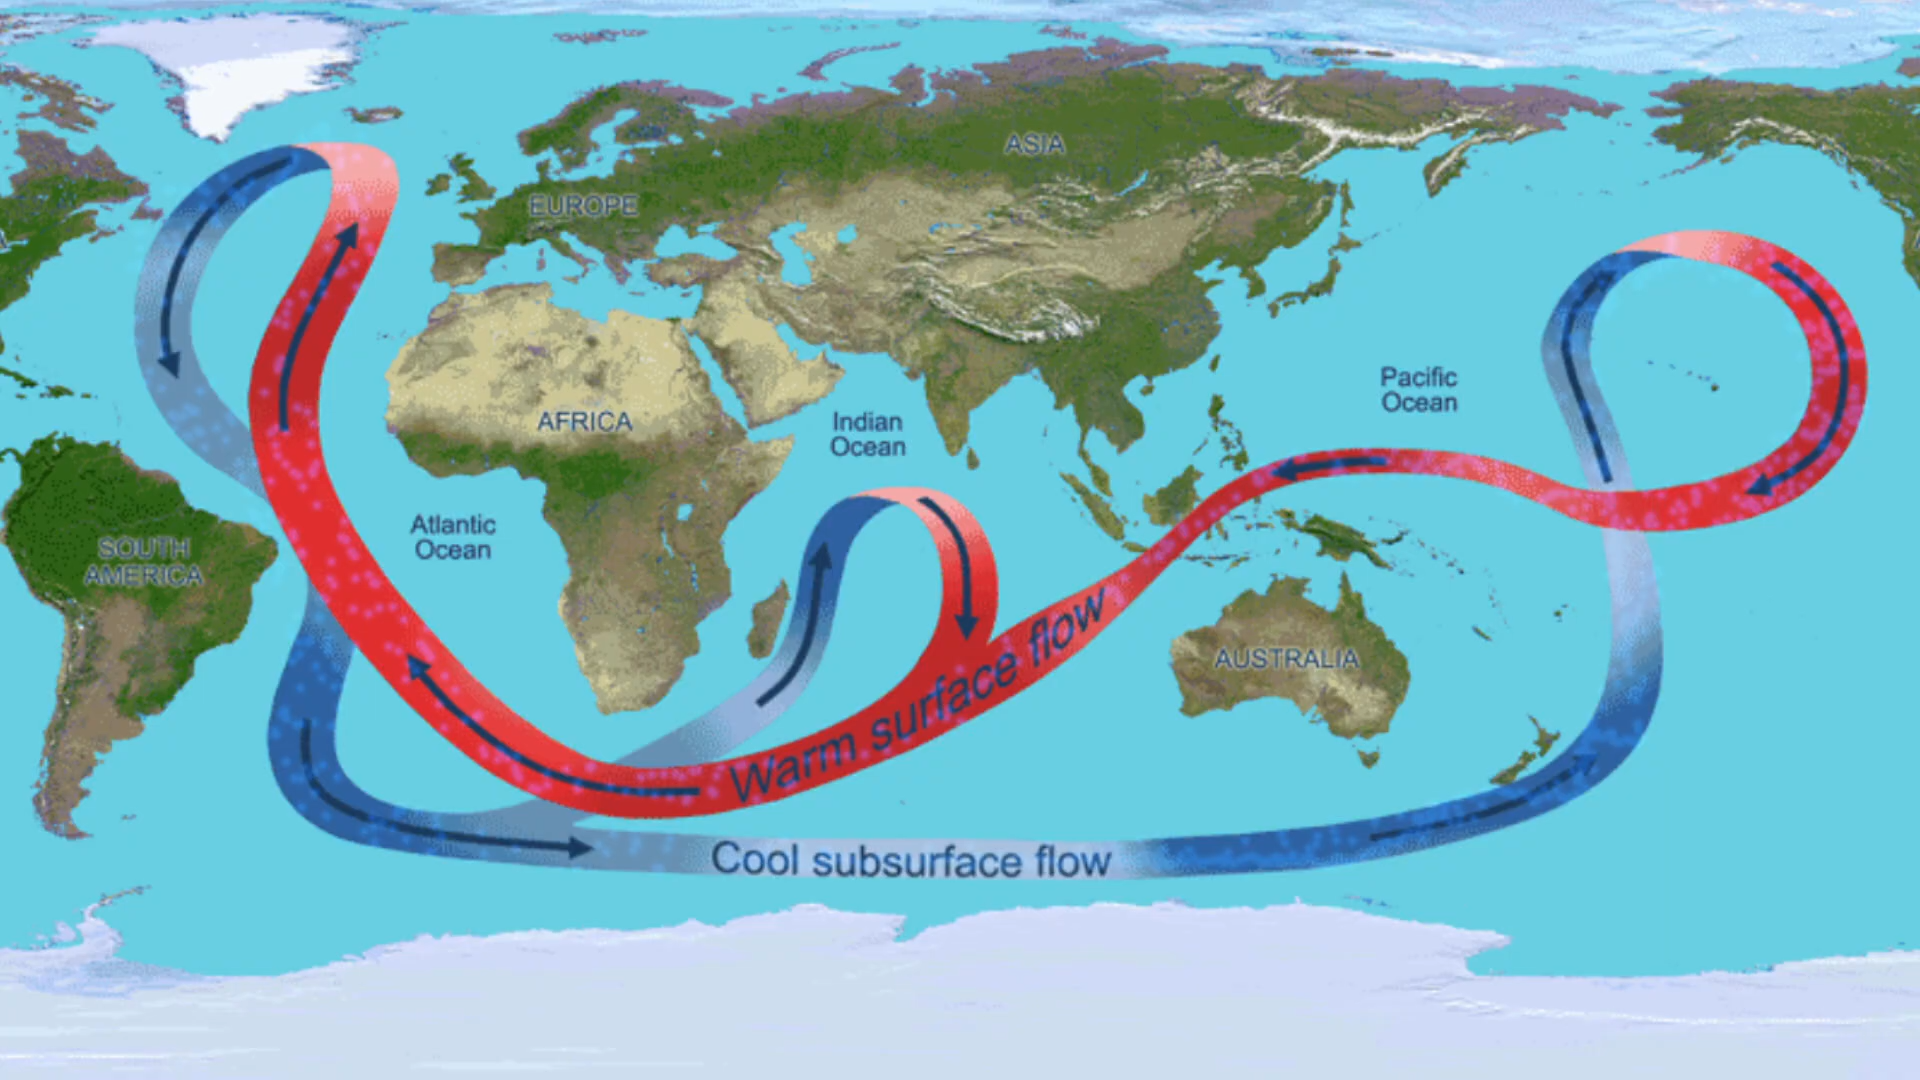 ASIA
EUROPE
Pacific
Ocean
AFRICA
Indian
Ocean
Atlantic
Ocean
SOUTH
AMERICA
AUSTRALIA
Warm surface flow
Cool subsurface flow